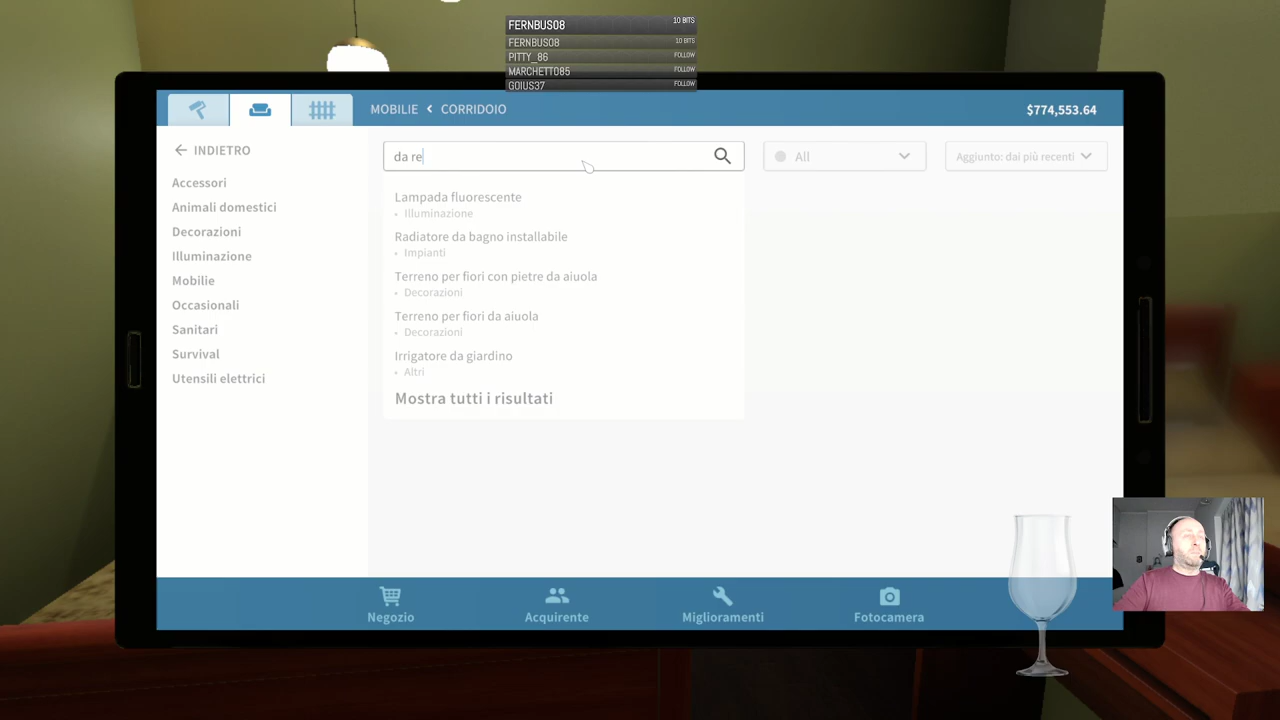 FERNBUS08 10 BITS
FERNBUS08 10 BITS
PITTY_86 FOLLOW
MARCHETTO85 FOLLOW
GOIUS37 FOLLOW
MOBILIE < CORRIDOIO
$774,553.64
INDIETRO
Accessori
Animali domestici
Decorazioni
Illuminazione
Mobilie
Occasionali
Sanitari
Survival
Utensili elettrici
da re
All
Aggiunto: dai più recenti
Lampada fluorescente
• Illuminazione
Radiatore da bagno installabile
• Impianti
Terreno per fiori con pietre da aiuola
• Decorazioni
Terreno per fiori da aiuola
• Decorazioni
Irrigatore da giardino
• Altri
Mostra tutti i risultati
Negozio
Acquirente
Miglioramenti
Fotocamera